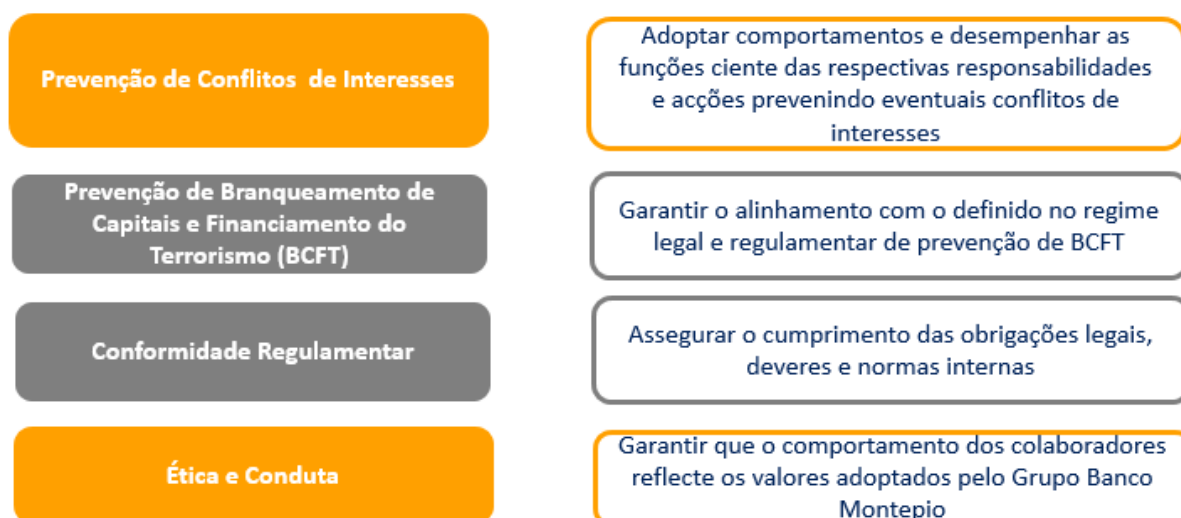 Prevenção de Conflitos de Interesses
Adoptar comportamentos e desempenhar as
funções ciente das respectivas responsabilidades
e acções prevenindo eventuais conflitos de
interesses
Prevenção de Branqueamento de
Capitais e Financiamento do
Terrorismo (BCFT)
Garantir o alinhamento com o definido no regime
legal e regulamentar de prevenção de BCFT
Conformidade Regulamentar
Assegurar o cumprimento das obrigações legais,
deveres e normas internas
Ética e Conduta
Garantir que o comportamento dos colaboradores
reflecte os valores adoptados pelo Grupo Banco
Montepio